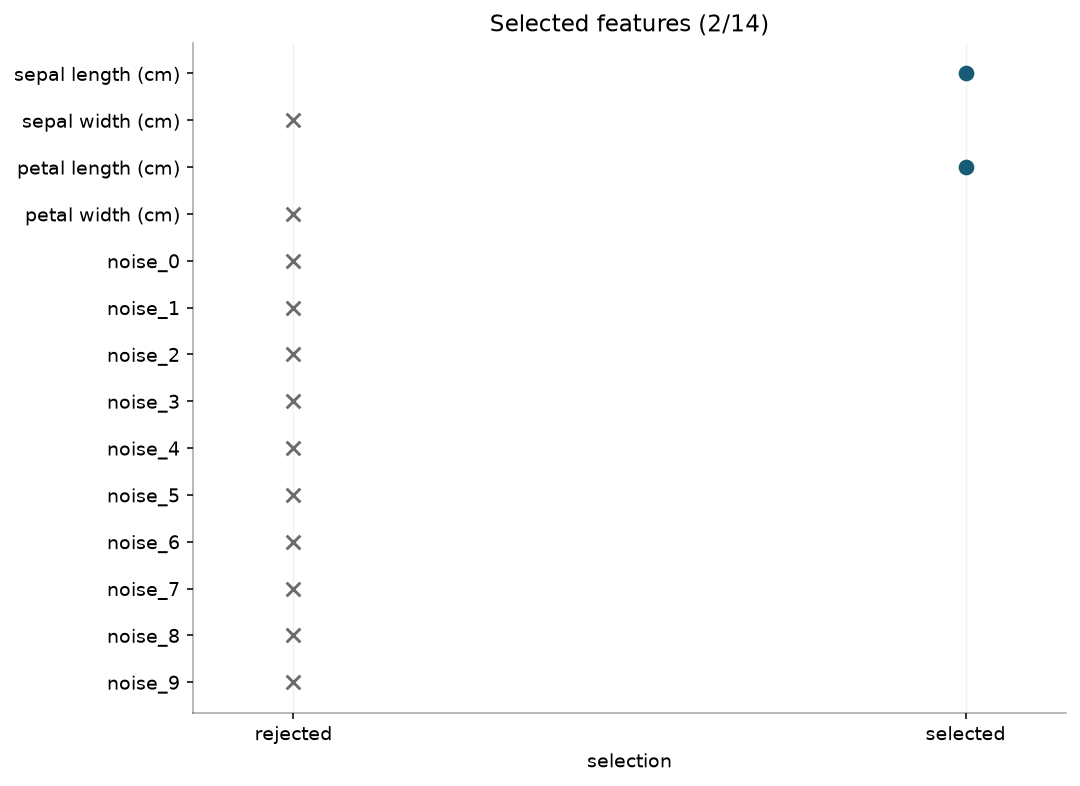 Selected features (2/14)
sepal length (cm)
sepal width (cm)
petal length (cm)
petal width (cm)
noise_0
noise_1
noise_2
noise_3
noise_4
noise_5
noise_6
noise_7
noise_8
noise_9
rejected
selected
selection